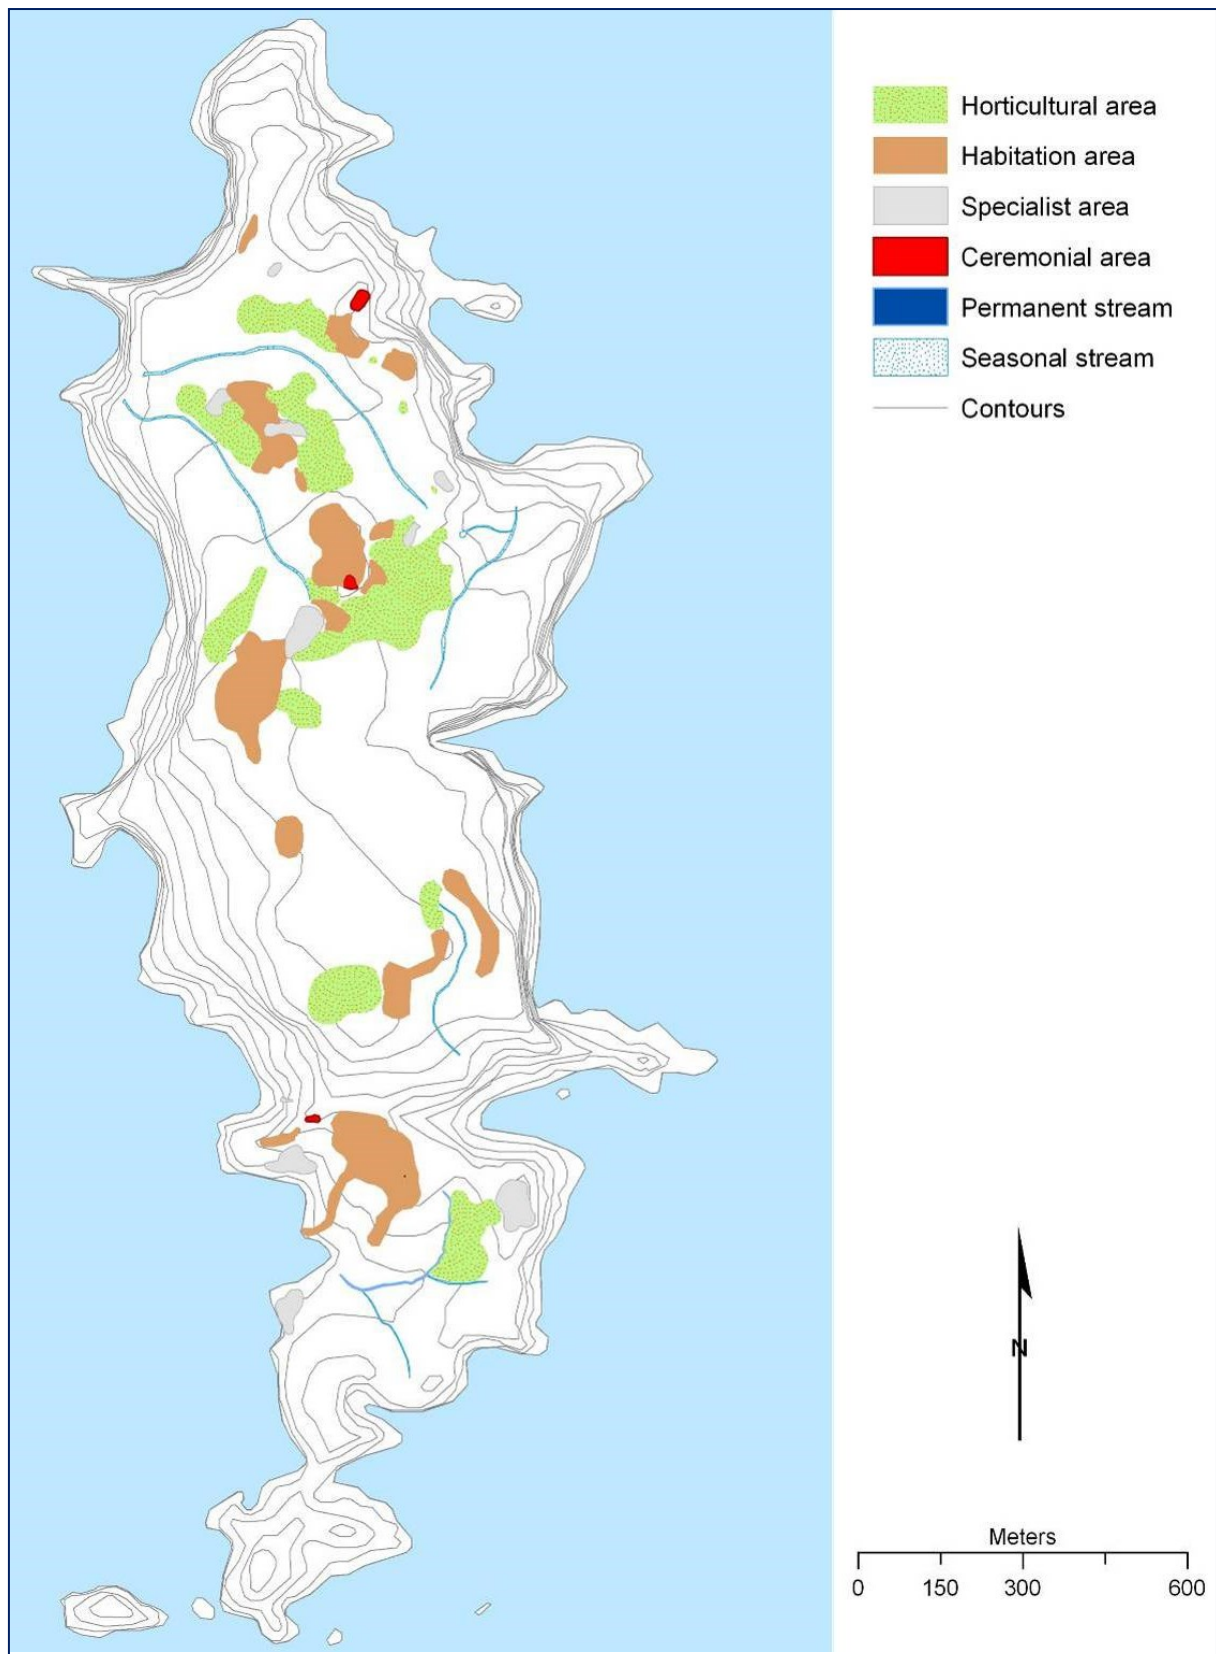 Horticultural area
Habitation area
Specialist area
Ceremonial area
Permanent stream
Seasonal stream
Contours
N
Meters
0 150 300 600